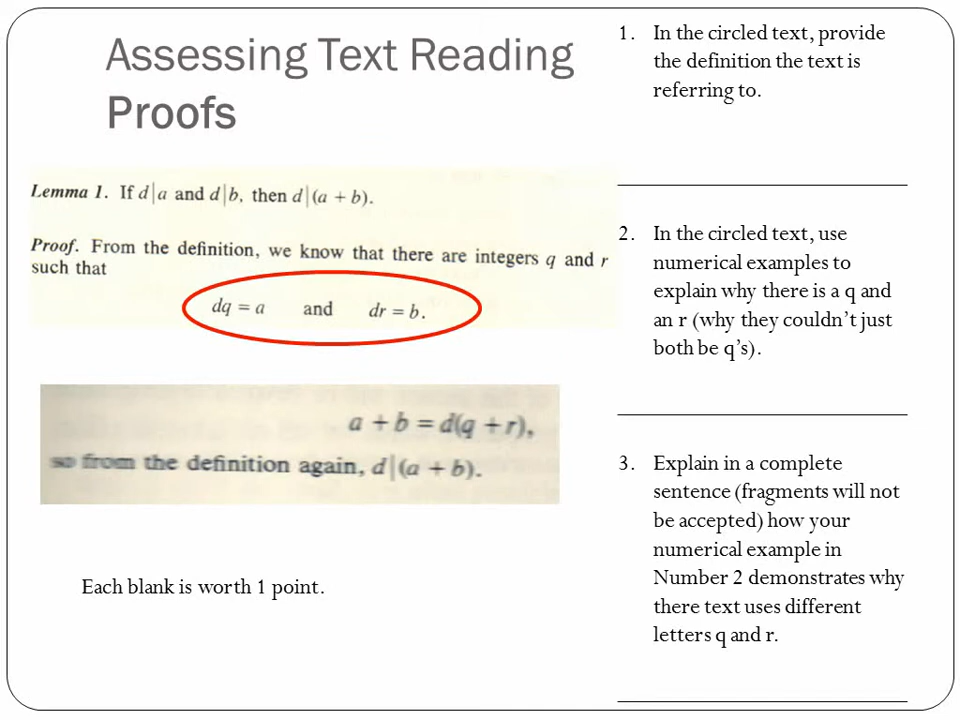 Assessing Text Reading
Proofs
Lemma 1. If d|a and d|b, then d|(a + b).
Proof. From the definition, we know that there are integers q and r
such that
dq = a and dr = b.
a + b = d(q + r),
so from the definition again, d|(a + b).
Each blank is worth 1 point.
1. In the circled text, provide
the definition the text is
referring to.
2. In the circled text, use
numerical examples to
explain why there is a q and
an r (why they couldn't just
both be q's).
3. Explain in a complete
sentence (fragments will not
be accepted) how your
numerical example in
Number 2 demonstrates why
there text uses different
letters q and r.